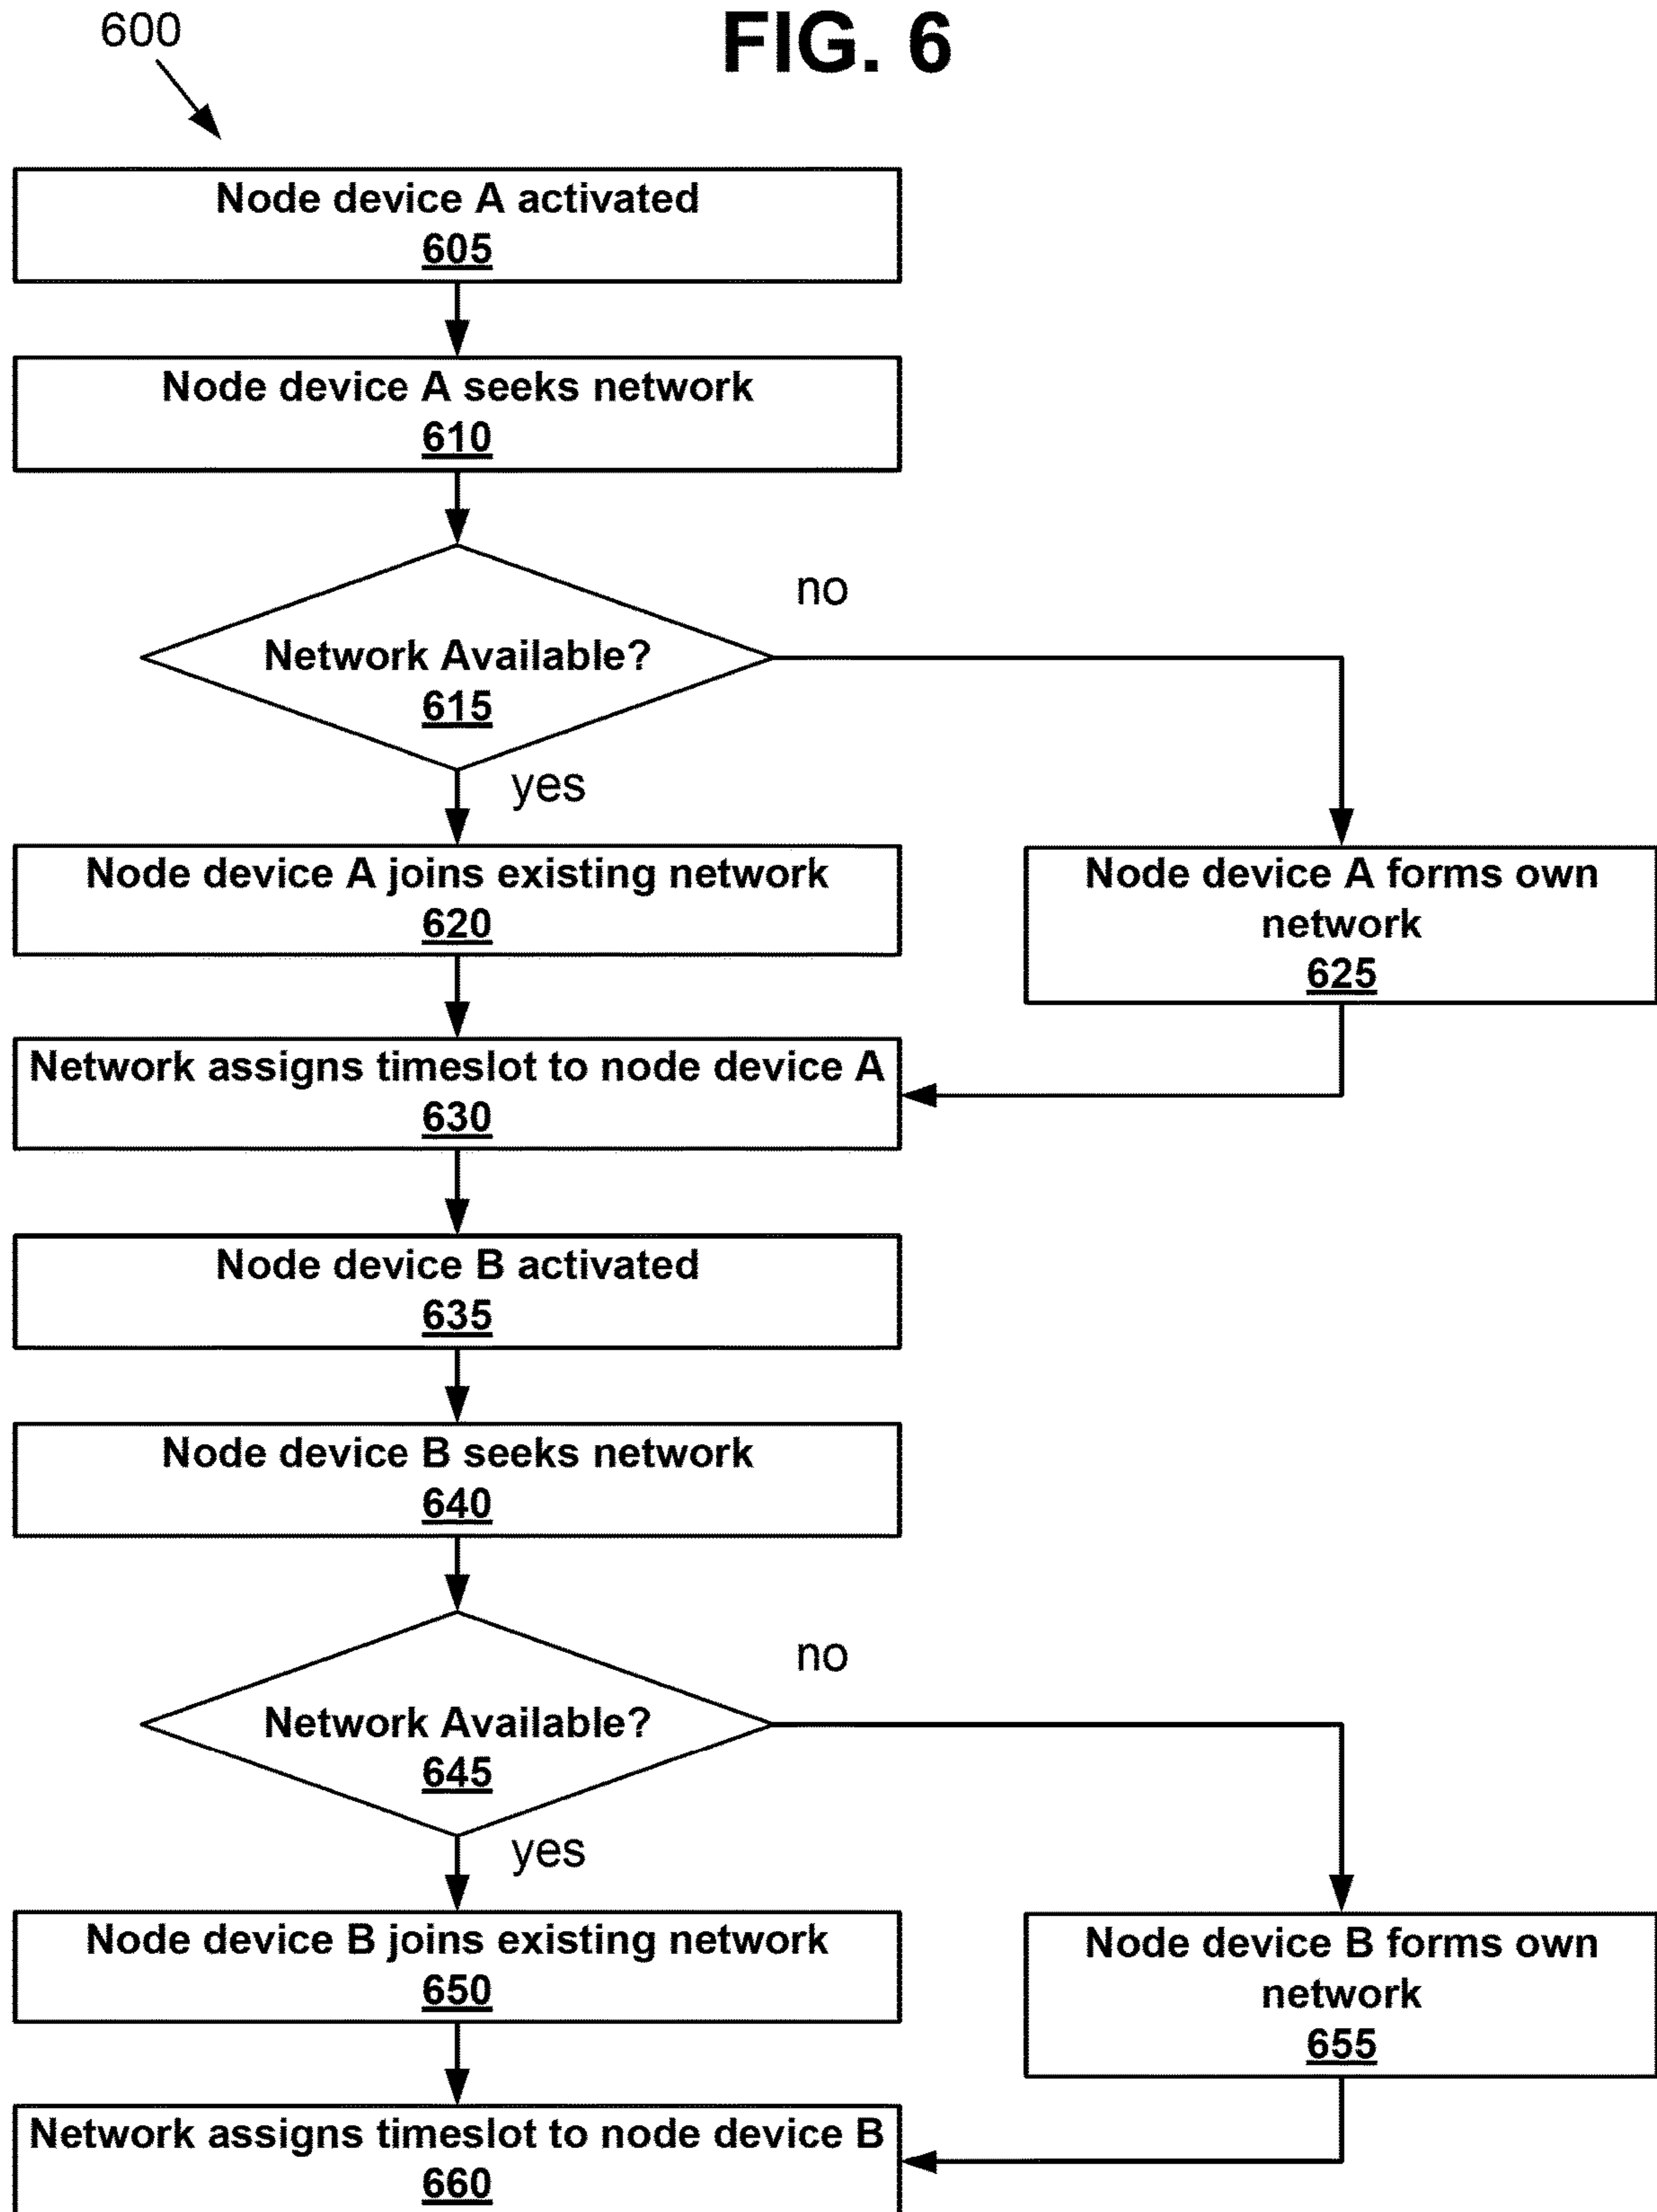 600
FIG. 6
Node device A activated
605
Node device A seeks network
610
Network Available?
615
no
yes
Node device A joins existing network
620
Node device A forms own
network
625
Network assigns timeslot to node device A
630
Node device B activated
635
Node device B seeks network
640
Network Available?
645
no
yes
Node device B joins existing network
650
Node device B forms own
network
655
Network assigns timeslot to node device B
660